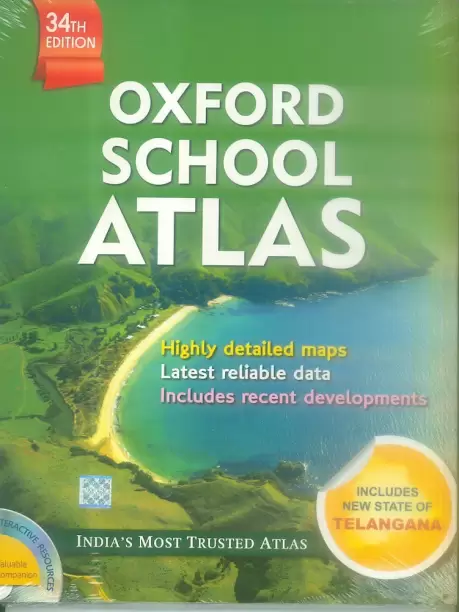 34TH
EDITION
OXFORD
SCHOOL
ATLAS
Highly detailed maps
Latest reliable data
Includes recent developments
INCLUDES
NEW STATE OF
TELANGANA
INDIA'S MOST TRUSTED ATLAS
RESOURCES